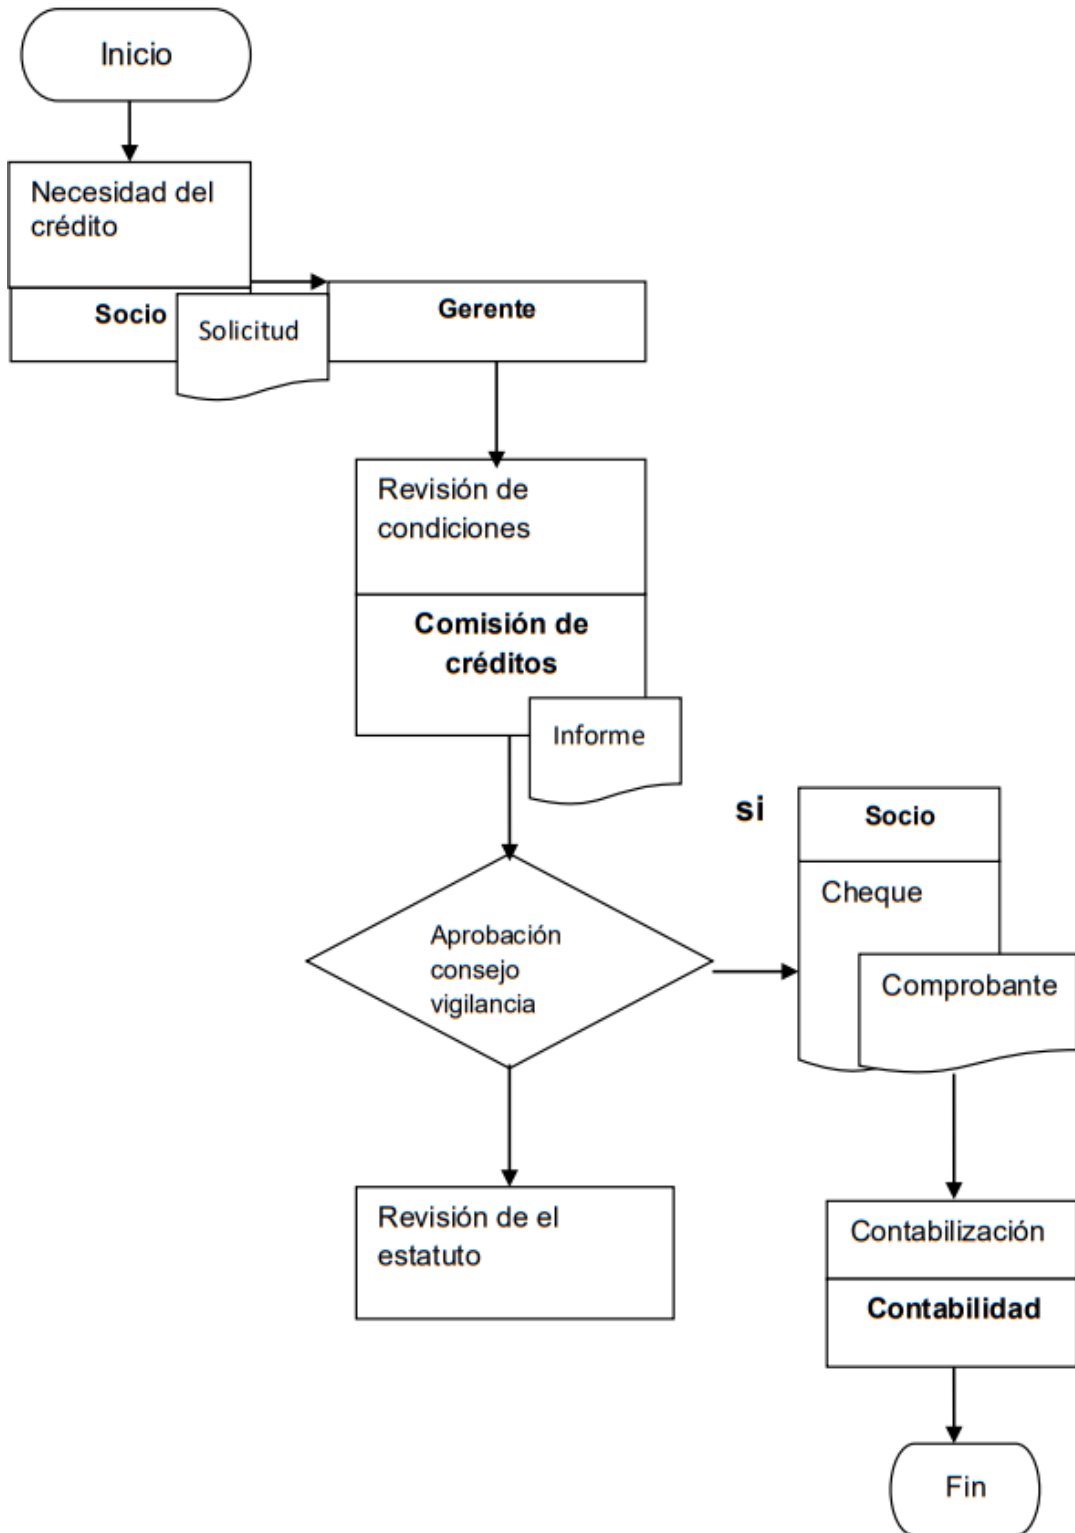 Inicio
Necesidad del
crédito
Socio
Solicitud
Gerente
Revisión de
condiciones
Comisión de
créditos
Informe
si
Socio
Cheque
Comprobante
Aprobación
consejo
vigilancia
Revisión de el
estatuto
Contabilización
Contabilidad
Fin